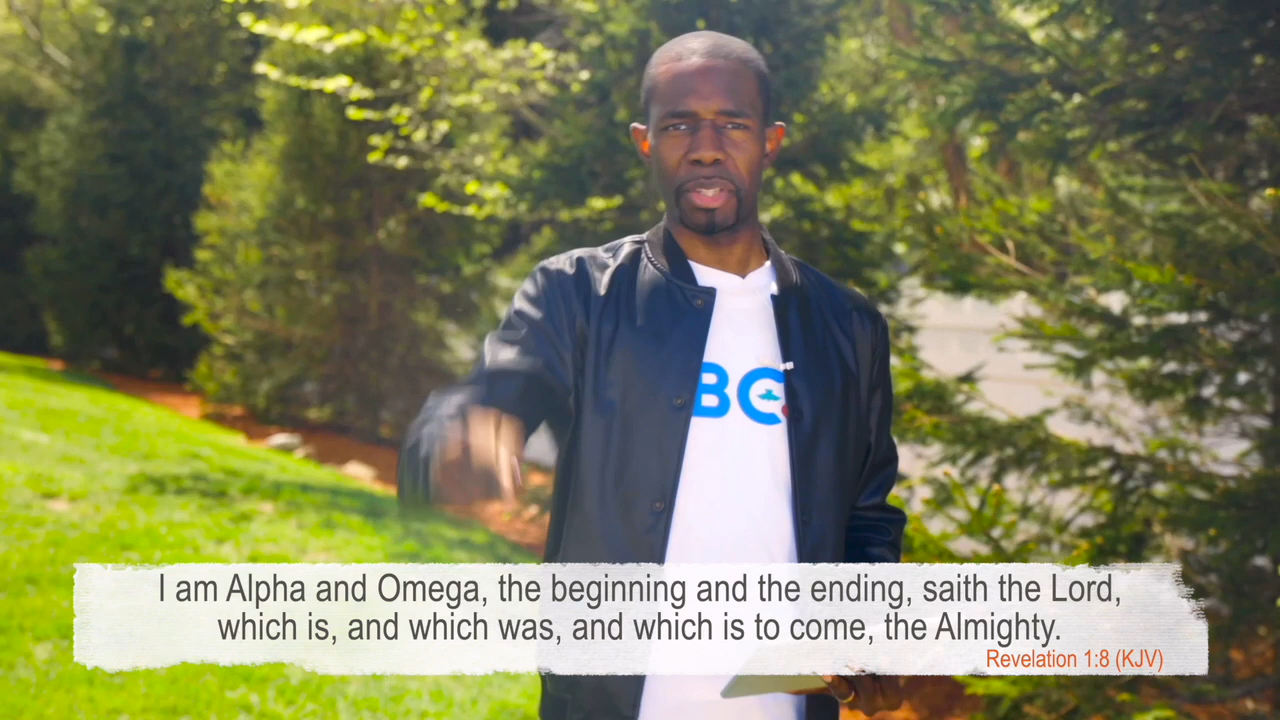 BC
I am Alpha and Omega, the beginning and the ending, saith the Lord,
which is, and which was, and which is to come, the Almighty.
Revelation 1:8 (KJV)